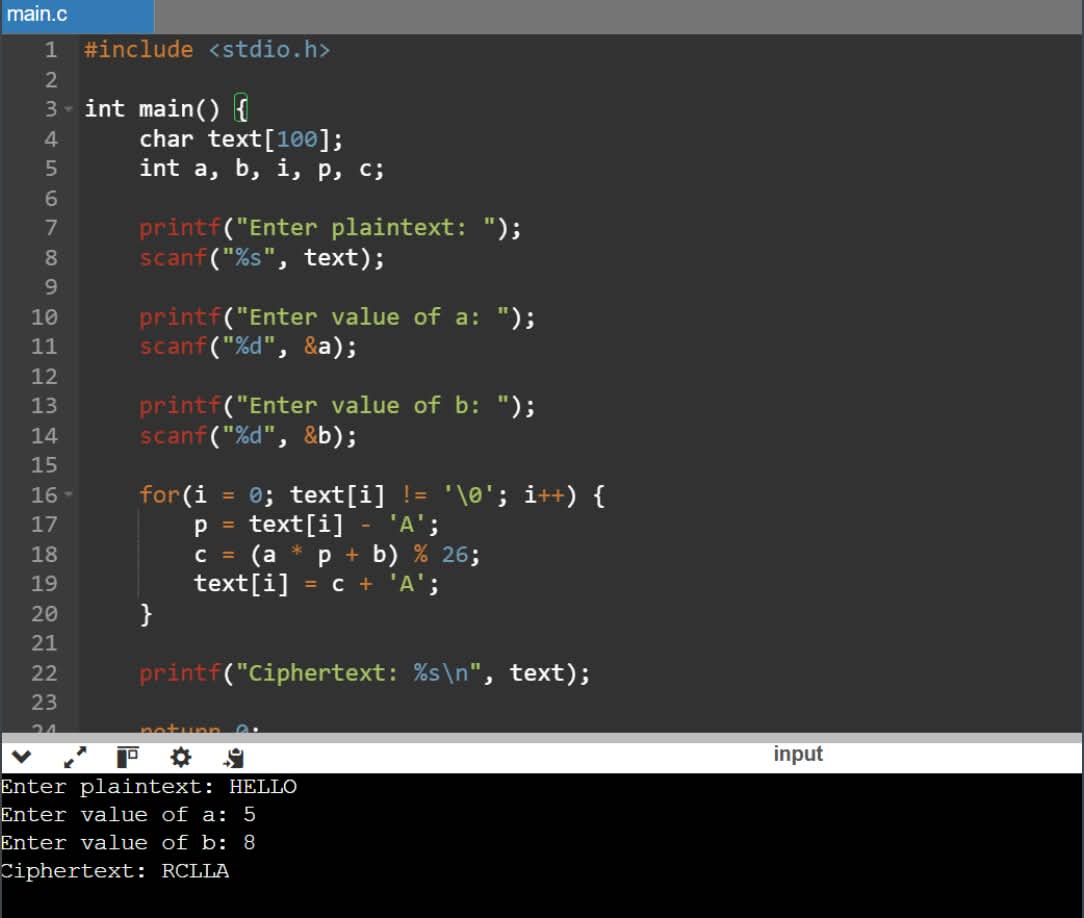 main.c
1 #include <stdio.h>
2
3 int main() {
4     char text[100];
5     int a, b, i, p, c;
6
7     printf("Enter plaintext: ");
8     scanf("%s", text);
9
10     printf("Enter value of a: ");
11     scanf("%d", &a);
12
13     printf("Enter value of b: ");
14     scanf("%d", &b);
15
16     for(i = 0; text[i] != '\0'; i++) {
17         p = text[i] - 'A';
18         c = (a * p + b) % 26;
19         text[i] = c + 'A';
20     }
21
22     printf("Ciphertext: %s\n", text);
23
24     return 0;
input
Enter plaintext: HELLO
Enter value of a: 5
Enter value of b: 8
Ciphertext: RCLLA